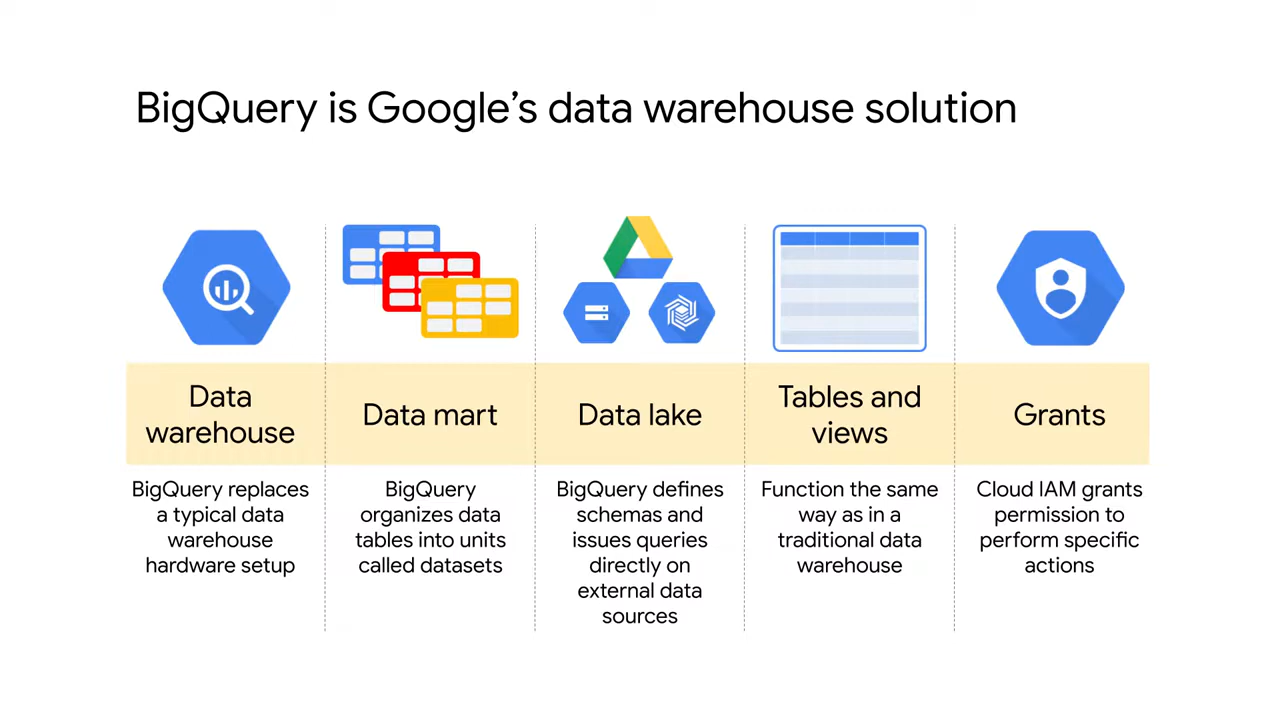 BigQuery is Google’s data warehouse solution
Data
warehouse
Data mart
Data lake
Tables and
views
Grants
BigQuery replaces
a typical data
warehouse
hardware setup
BigQuery
organizes data
tables into units
called datasets
BigQuery defines
schemas and
issues queries
directly on
external data
sources
Function the same
way as in a
traditional data
warehouse
Cloud IAM grants
permission to
perform specific
actions